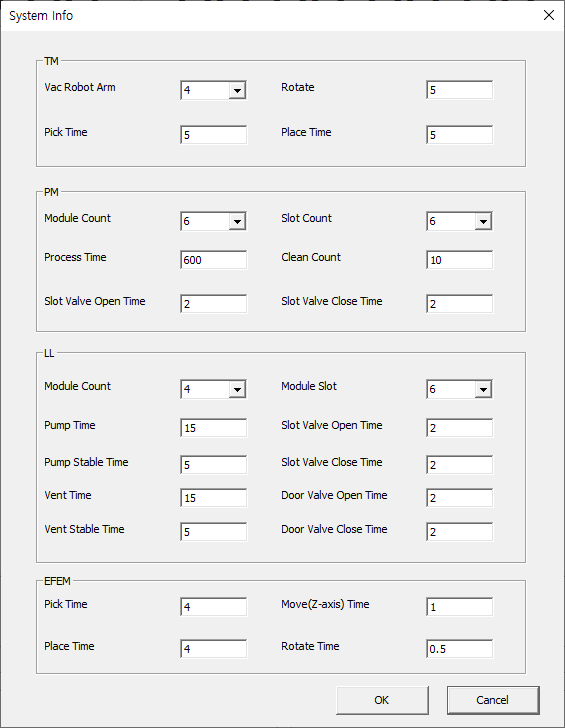 System Info
TM
Vac Robot Arm 4 Rotate 5
Pick Time 5 Place Time 5
PM
Module Count 6 Slot Count 6
Process Time 600 Clean Count 10
Slot Valve Open Time 2 Slot Valve Close Time 2
LL
Module Count 4 Module Slot 6
Pump Time 15 Slot Valve Open Time 2
Pump Stable Time 5 Slot Valve Close Time 2
Vent Time 15 Door Valve Open Time 2
Vent Stable Time 5 Door Valve Close Time 2
EFEM
Pick Time 4 Move(Z-axis) Time 1
Place Time 4 Rotate Time 0.5
OK Cancel